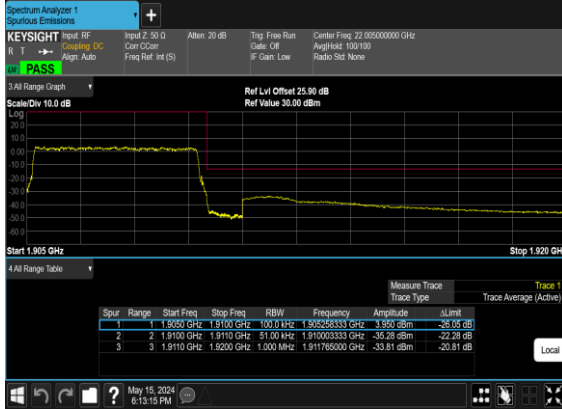 Spectrum Analyzer 1
Spurious Emissions
KEYSIGHT Input: RF Input Z: 50 Ω Atten: 20 dB Trig: Free Run Center Freq: 22.005000000 GHz
R T Coupling: DC Corr CCorr Gate: Off Avg|Hold: 100/100
Align: Auto Freq Ref: Int (S) IF Gain: Low Radio Std: None
PASS
3 All Range Graph
Ref Lvl Offset 25.90 dB
Scale/Div 10.0 dB Ref Value 30.00 dBm
Log
20.0
10.0
0.00
-10.0
-20.0
-30.0
-40.0
-50.0
-60.0
Start 1.905 GHz Stop 1.920 GH
4 All Range Table
Measure Trace Trace 1
Trace Type Trace Average (Active)
Spur Range Start Freq Stop Freq RBW Frequency Amplitude ΔLimit
1 1 1.9050 GHz 1.9100 GHz 100.0 kHz 1.905258333 GHz 3.950 dBm -26.05 dB
2 2 1.9100 GHz 1.9110 GHz 51.00 kHz 1.910003333 GHz -35.28 dBm -22.28 dB
3 3 1.9110 GHz 1.9200 GHz 1.000 MHz 1.911765000 GHz -33.81 dBm -20.81 dB
Local
? May 15, 2024
6:13:15 PM